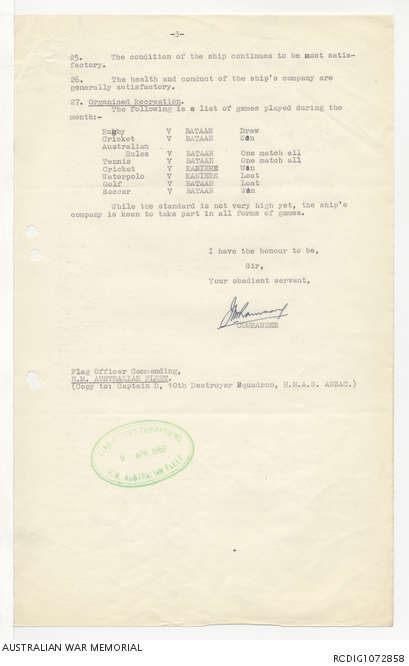 -3-
25. The condition of the ship continues to be most satis-
factory.
26. The health and conduct of the ship's company are
generally satisfactory.
27. Organised Recreation.
The following is a list of games played during the
month:-
Rugby V BATAAN Draw
Cricket V BATAAN Won
Australian
Rules V BATAAN One match all
Tennis V BATAAN One match all
Cricket V KANIERE Won
Waterpolo V KANIERE Lost
Golf V KANIERE Lost
Soccer V BATAAN Won
While the standard is not very high yet, the ship's
company is keen to take part in all forms of games.
I have the honour to be,
Sir,
Your obedient servant,
COMMANDER
Flag Officer Commanding,
H.M. AUSTRALIAN FLEET.
(Copy to: Captain D, 10th Destroyer Squadron, H.M.A.S. ANZAC.)
9 APR
H.M. AUSTRALIAN FLEET
AUSTRALIAN WAR MEMORIAL
RCDIG1072858